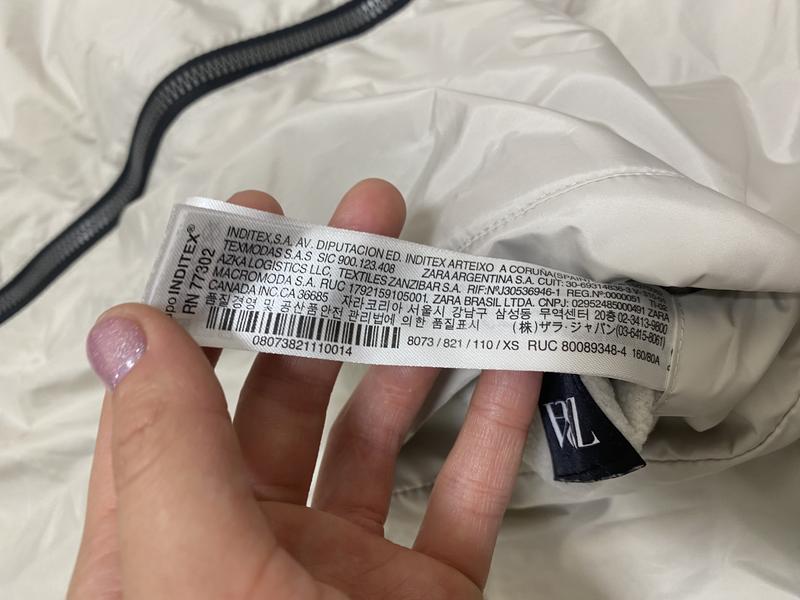 INDITEX®
RN 77302
INDITEX,S.A. AV. DIPUTACION ED. INDITEX ARTEIXO A CORUÑA(SPAIN)
TEXMODAS S.A.S SIC 900.123.408 ZARA ARGENTINA S.A. CUIT:
AZKA LOGISTICS LLC, TEXTILES ZANZIBAR S.A. RIF:NºJ30536946-1 REG.Nº0000051
MACROMODA S.A. RUC 1792159105001. ZARA BRASIL LTDA. CNPJ: ZARA
CANADA INC.CA 36685 자라코리아 서울시 강남구 삼성동 무역센터 20층 02-3413-9800
품질경영 및 공산품안전 관리법에 의한 품질표시 (株)ザラ・ジャパン(03-6415-8061)
08073821110014 8073 / 821 / 110 / XS RUC 80089348-4 160/80A
ZARA